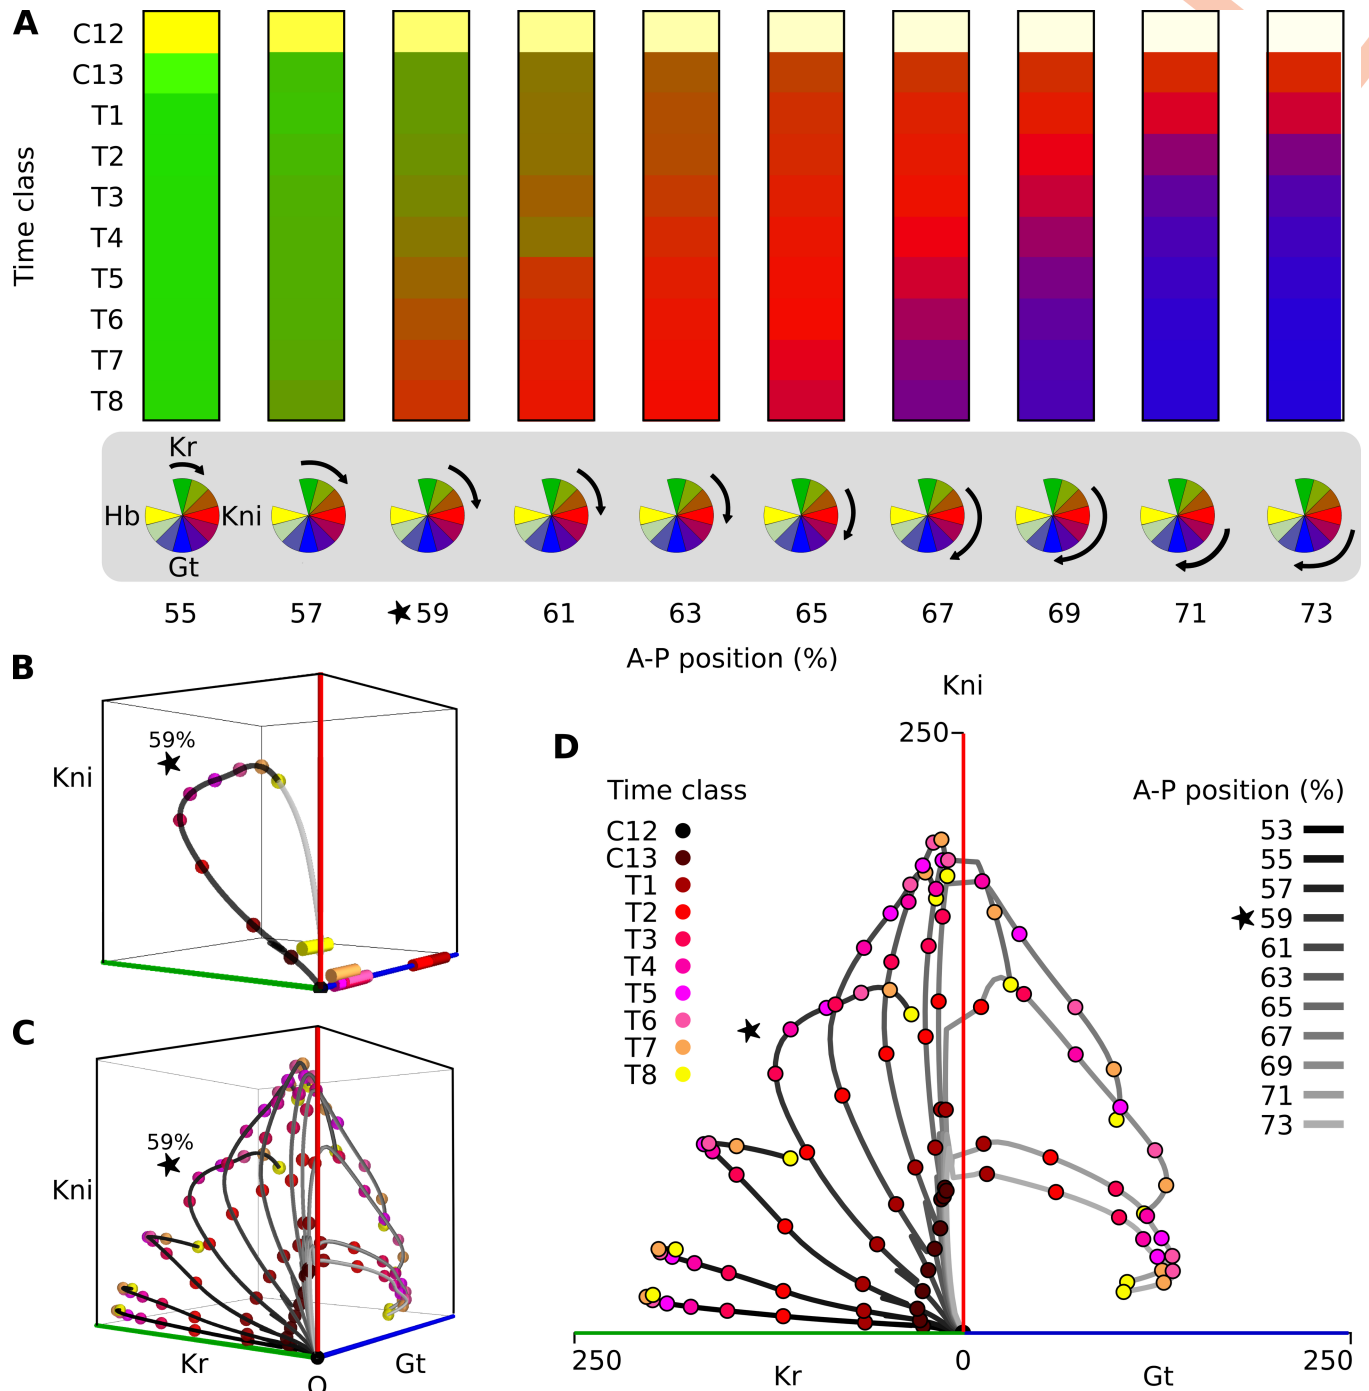 A
C12
C13
T1
T2
T3
T4
T5
T6
T7
T8
Time class
Kr
Hb
Kni
Gt
55 57 59 61 63 65 67 69 71 73
A-P position (%)
B
59%
Kni
C
59%
Kni
Kr
Gt
O
D
Kni
250
Time class
C12
C13
T1
T2
T3
T4
T5
T6
T7
T8
A-P position (%)
53
55
57
59
61
63
65
67
69
71
73
250 0 250
Kr Gt